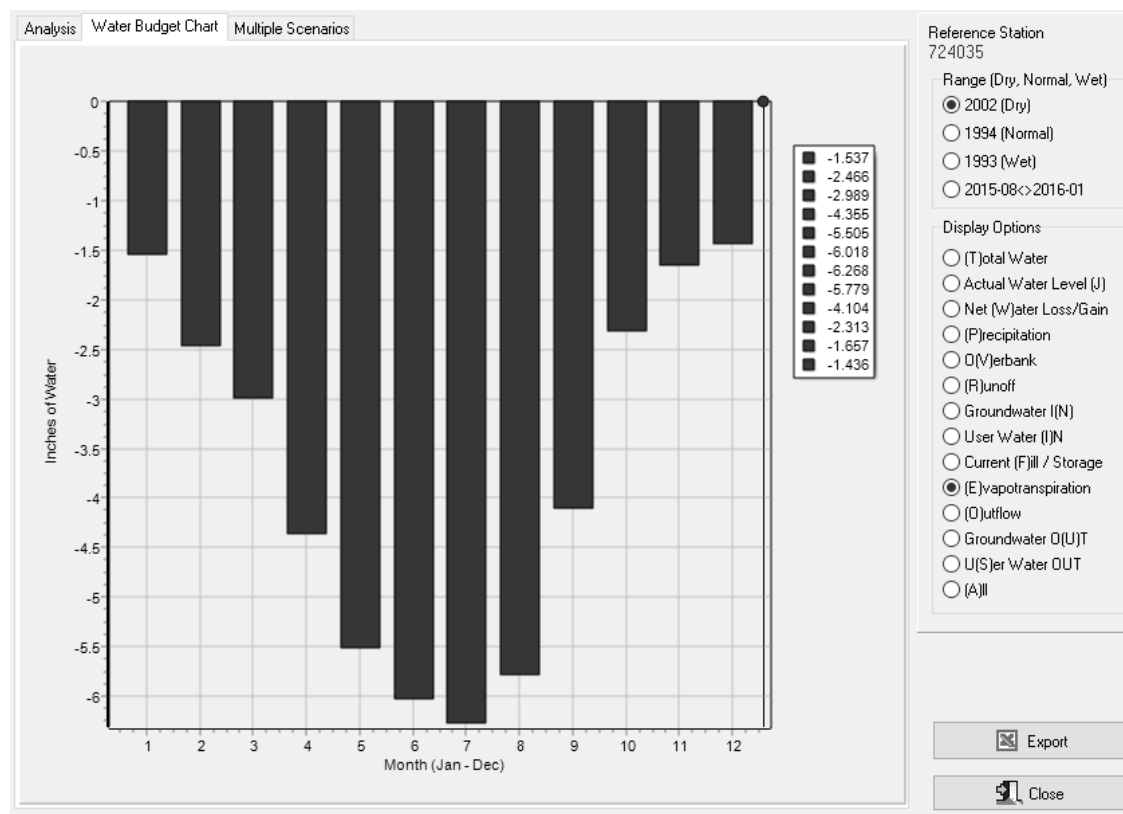 Analysis Water Budget Chart Multiple Scenarios
0
-0.5
-1
-1.5
-2
-2.5
-3
-3.5
-4
-4.5
-5
-5.5
-6
Inches of Water
1 2 3 4 5 6 7 8 9 10 11 12
Month (Jan - Dec)
-1.537
-2.466
-2.989
-4.355
-5.505
-6.018
-6.268
-5.779
-4.104
-2.313
-1.657
-1.436
Reference Station
724035
Range (Dry, Normal, Wet)
2002 (Dry)
1994 (Normal)
1993 (Wet)
2015-08<>2016-01
Display Options
(T)otal Water
Actual Water Level (J)
Net (W)ater Loss/Gain
(P)recipitation
O(V)erbank
(R)unoff
Groundwater I(N)
User Water (I)N
Current (F)ill / Storage
(E)vapotranspiration
(O)utflow
Groundwater O(U)T
U(S)er Water OUT
(A)ll
Export
Close